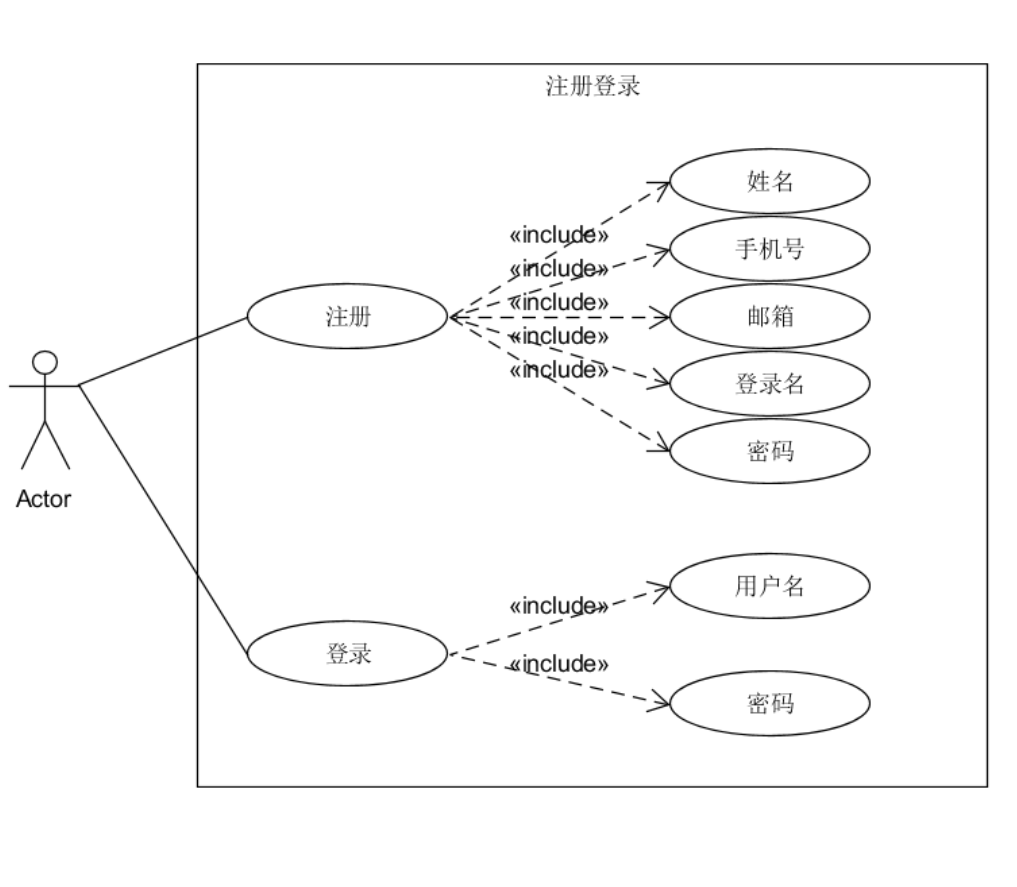 注册登录
姓名
«include»
手机号
«include»
«include»
注册
邮箱
«include»
«include»
登录名
密码
Actor
用户名
«include»
登录
«include»
密码